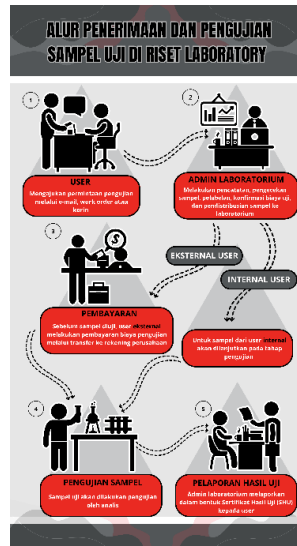 ALUR PENERIMAAN DAN PENGUJIAN
SAMPEL UJI DI RISET LABORATORY
1
USER
Mengajukan permintaan pengujian
melalui e-mail, work order atau
kirim
2
ADMIN LABORATORIUM
Melakukan pencatatan, pengecekan
sampel, pelabelan, konfirmasi biaya uji,
dan pendistribusian sampel ke
laboratorium
EKSTERNAL USER
INTERNAL USER
3
PEMBAYARAN
Sebelum sampel diuji, user eksternal
melakukan pembayaran biaya pengujian
melalui transfer ke rekening perusahaan
Untuk sampel dari user internal
akan dilanjutkan pada tahap
pengujian
4
PENGUJIAN SAMPEL
Sampel uji akan dilakukan pengujian
oleh analis
5
PELAPORAN HASIL UJI
Admin laboratorium melaporkan
dalam bentuk Sertifikat Hasil Uji (SHU)
kepada user